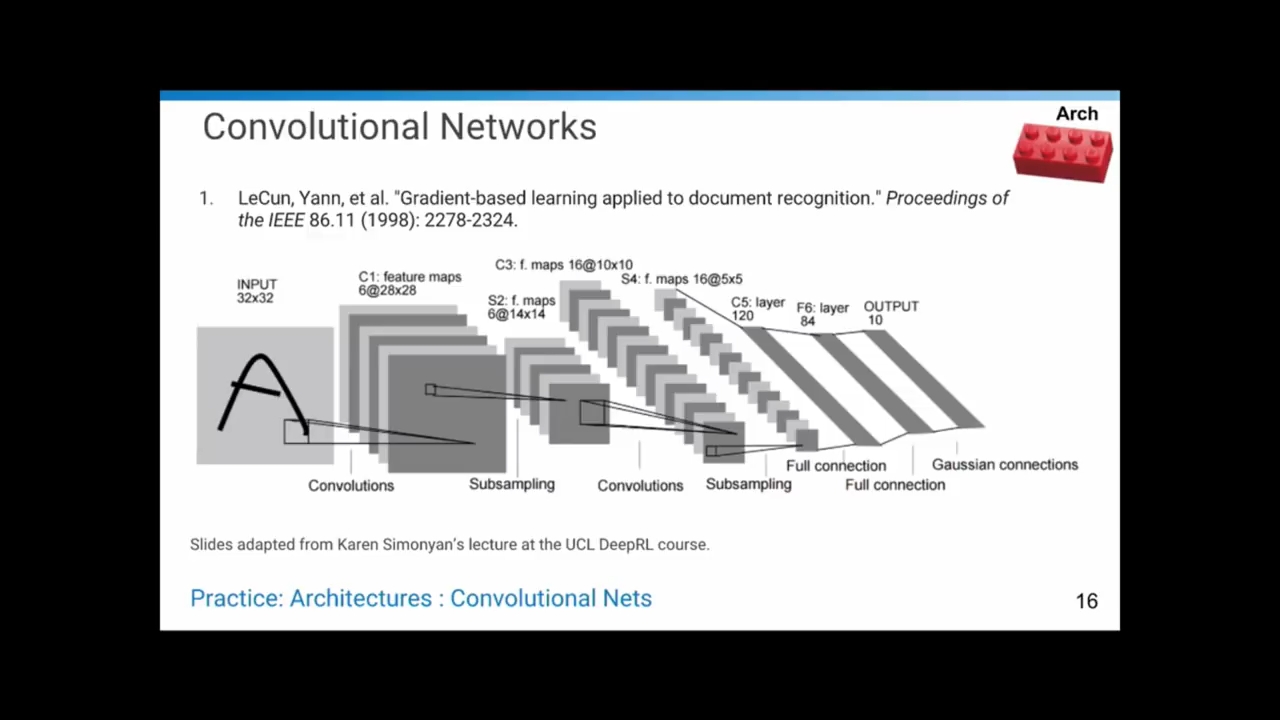 Arch
Convolutional Networks
1. LeCun, Yann, et al. "Gradient-based learning applied to document recognition." Proceedings of
the IEEE 86.11 (1998): 2278-2324.
INPUT
32x32
C1: feature maps
6@28x28
S2: f. maps
6@14x14
C3: f. maps 16@10x10
S4: f. maps 16@5x5
C5: layer
120
F6: layer
84
OUTPUT
10
A
Convolutions
Subsampling
Convolutions
Subsampling
Full connection
Full connection
Gaussian connections
Slides adapted from Karen Simonyan's lecture at the UCL DeepRL course.
Practice: Architectures : Convolutional Nets
16